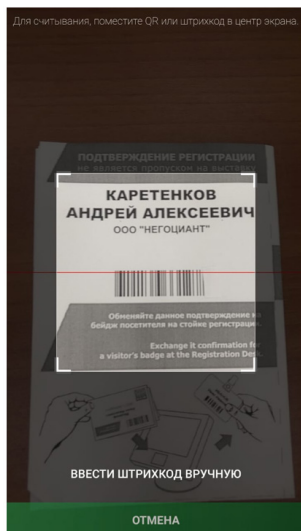 Для считывания, поместите QR или штрихкод в центр экрана.
ПОДТВЕРЖДЕНИЕ РЕГИСТРАЦИИ
не является пропуском на выставку
КАРЕТЕНКОВ
АНДРЕЙ АЛЕКСЕЕВИЧ
ООО "НЕГОЦИАНТ"
Обменяйте данное подтверждение на
бейдж посетителя на стойке регистрации.
Exchange it confirmation for
a visitor's badge at the Registration Desk.
ВВЕСТИ ШТРИХКОД ВРУЧНУЮ
ОТМЕНА